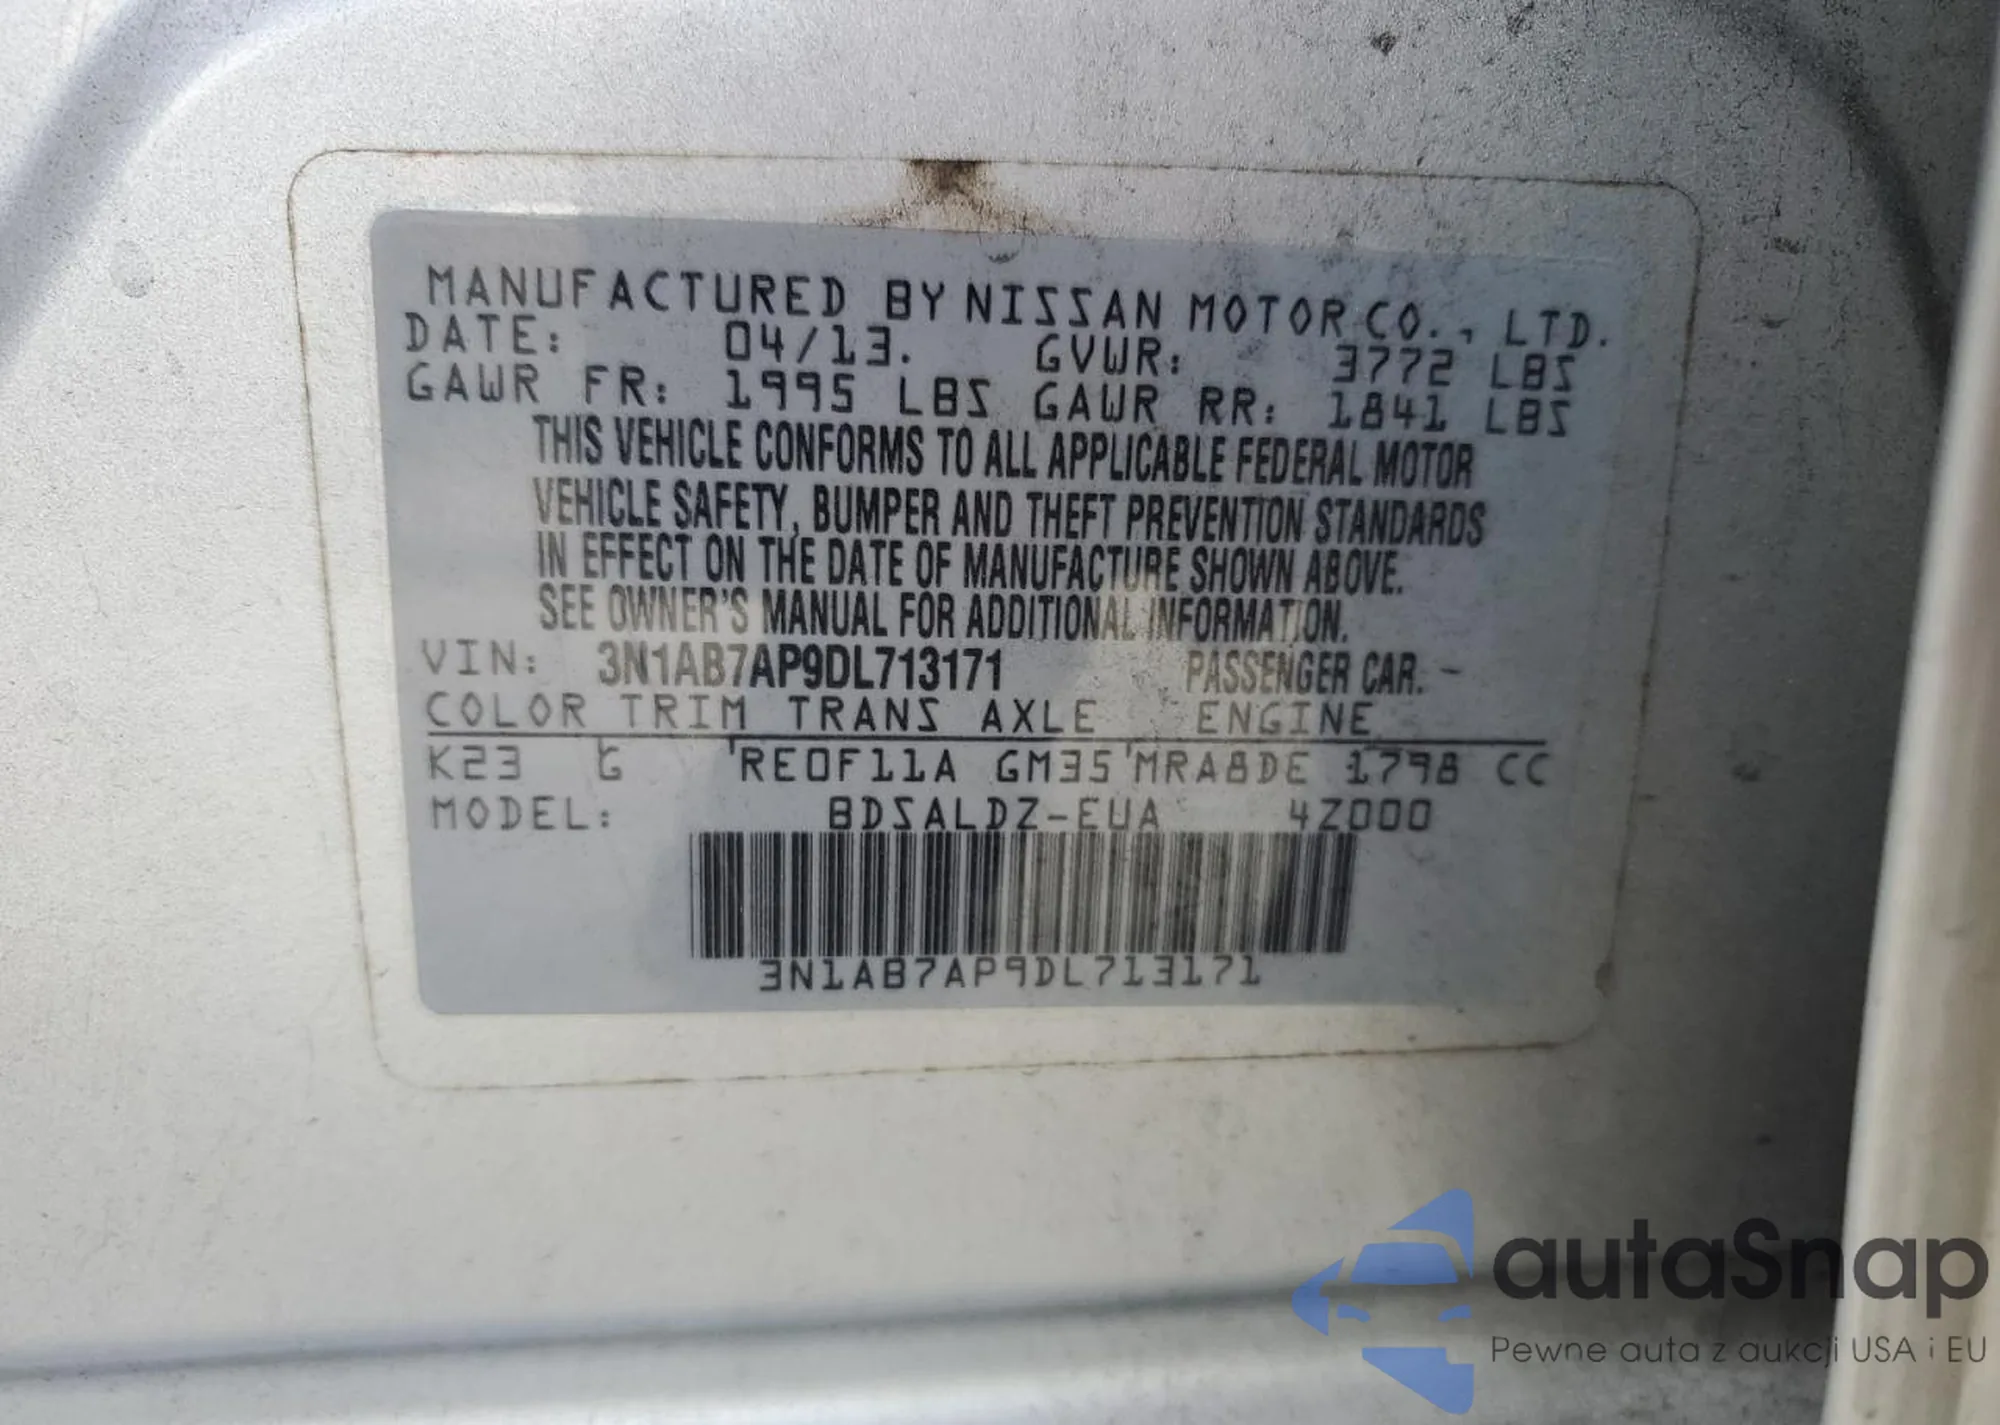 MANUFACTURED BY NISSAN MOTOR CO., LTD.
DATE: 04/13. GVWR: 3772 LBS
GAWR FR: 1995 LBS GAWR RR: 1841 LBS
THIS VEHICLE CONFORMS TO ALL APPLICABLE FEDERAL MOTOR
VEHICLE SAFETY, BUMPER AND THEFT PREVENTION STANDARDS
IN EFFECT ON THE DATE OF MANUFACTURE SHOWN ABOVE.
SEE OWNER'S MANUAL FOR ADDITIONAL INFORMATION.
VIN: 3N1AB7AP9DL713171 PASSENGER CAR. -
COLOR TRIM TRANS AXLE ENGINE
K23 G RE0F11A GM35 MRA8DE 1798 CC
MODEL: BDSALDZ-EUA 4Z000
3N1AB7AP9DL713171
autaSnap
Pewne auta z aukcji USA i EU